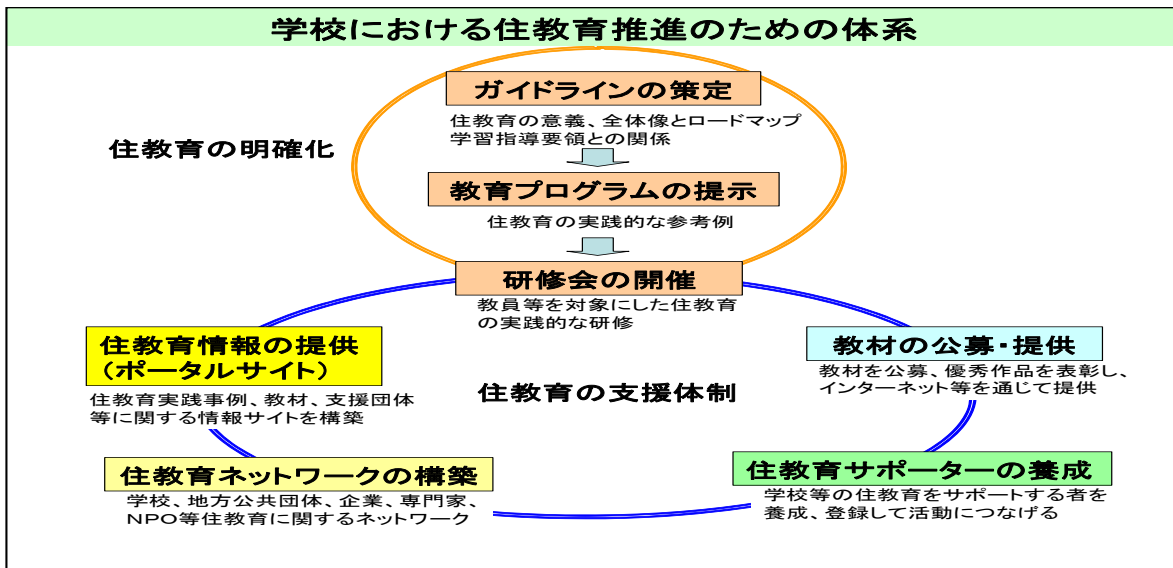 学校における住教育推進のための体系
ガイドラインの策定
住教育の意義、全体像とロードマップ
学習指導要領との関係
住教育の明確化
教育プログラムの提示
住教育の実践的な参考例
研修会の開催
教員等を対象にした住教育
の実践的な研修
住教育情報の提供
(ポータルサイト)
住教育実践事例、教材、支援団体
等に関する情報サイトを構築
住教育の支援体制
教材の公募・提供
教材を公募、優秀作品を表彰し、
インターネット等を通じて提供
住教育ネットワークの構築
学校、地方公共団体、企業、専門家、
NPO等住教育に関するネットワーク
住教育サポーターの養成
学校等の住教育をサポートする者を
養成、登録して活動につなげる